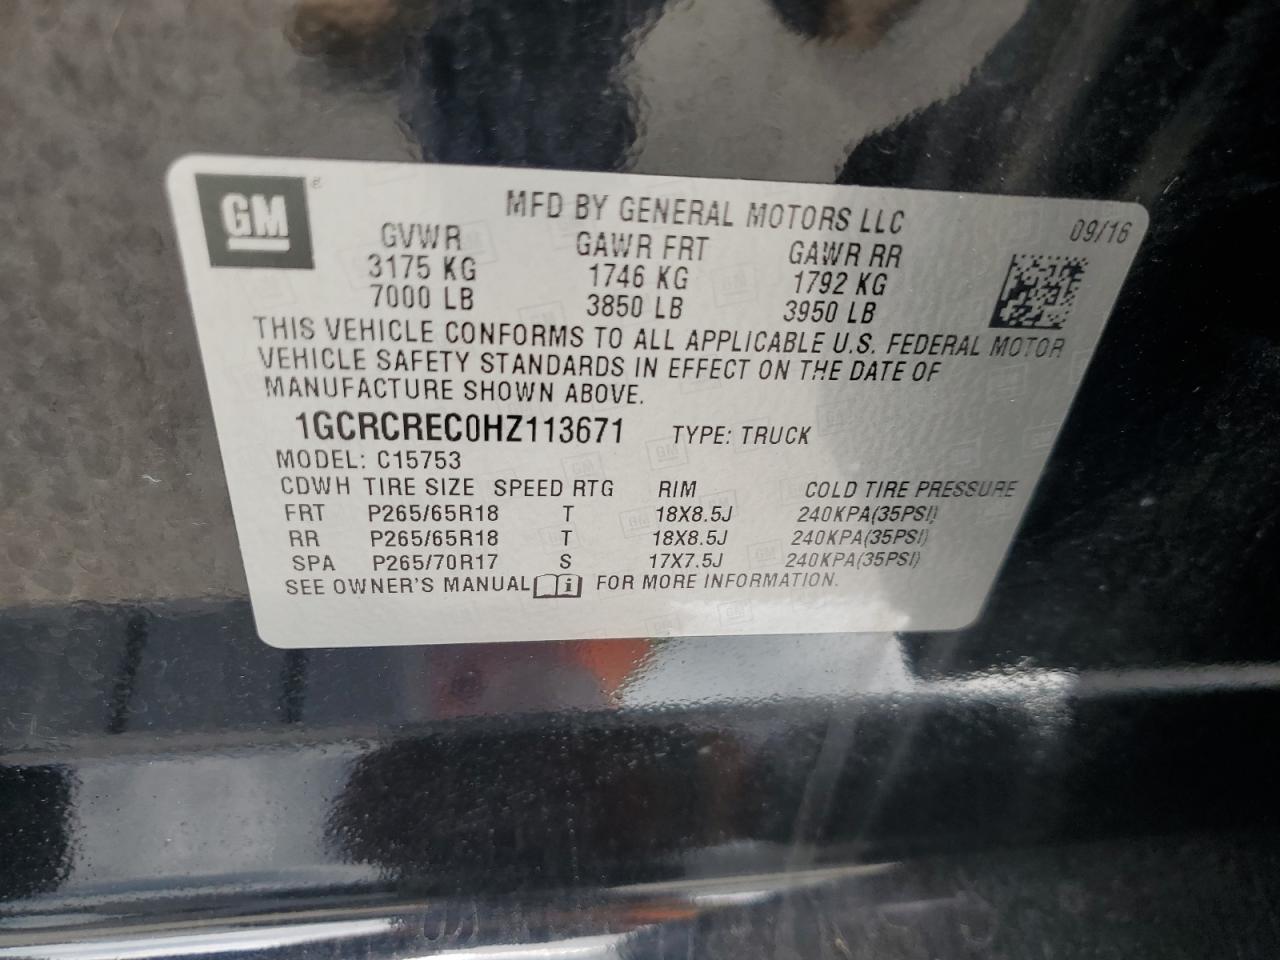 GM
MFD BY GENERAL MOTORS LLC 09/16
GVWR GAWR FRT GAWR RR
3175 KG 1746 KG 1792 KG
7000 LB 3850 LB 3950 LB
THIS VEHICLE CONFORMS TO ALL APPLICABLE U.S. FEDERAL MOTOR
VEHICLE SAFETY STANDARDS IN EFFECT ON THE DATE OF
MANUFACTURE SHOWN ABOVE.
1GCRCREC0HZ113671 TYPE: TRUCK
MODEL: C15753
CDWH TIRE SIZE SPEED RTG RIM COLD TIRE PRESSURE
FRT P265/65R18 T 18X8.5J 240KPA(35PSI)
RR P265/65R18 T 18X8.5J 240KPA(35PSI)
SPA P265/70R17 S 17X7.5J 240KPA(35PSI)
SEE OWNER'S MANUAL i FOR MORE INFORMATION.